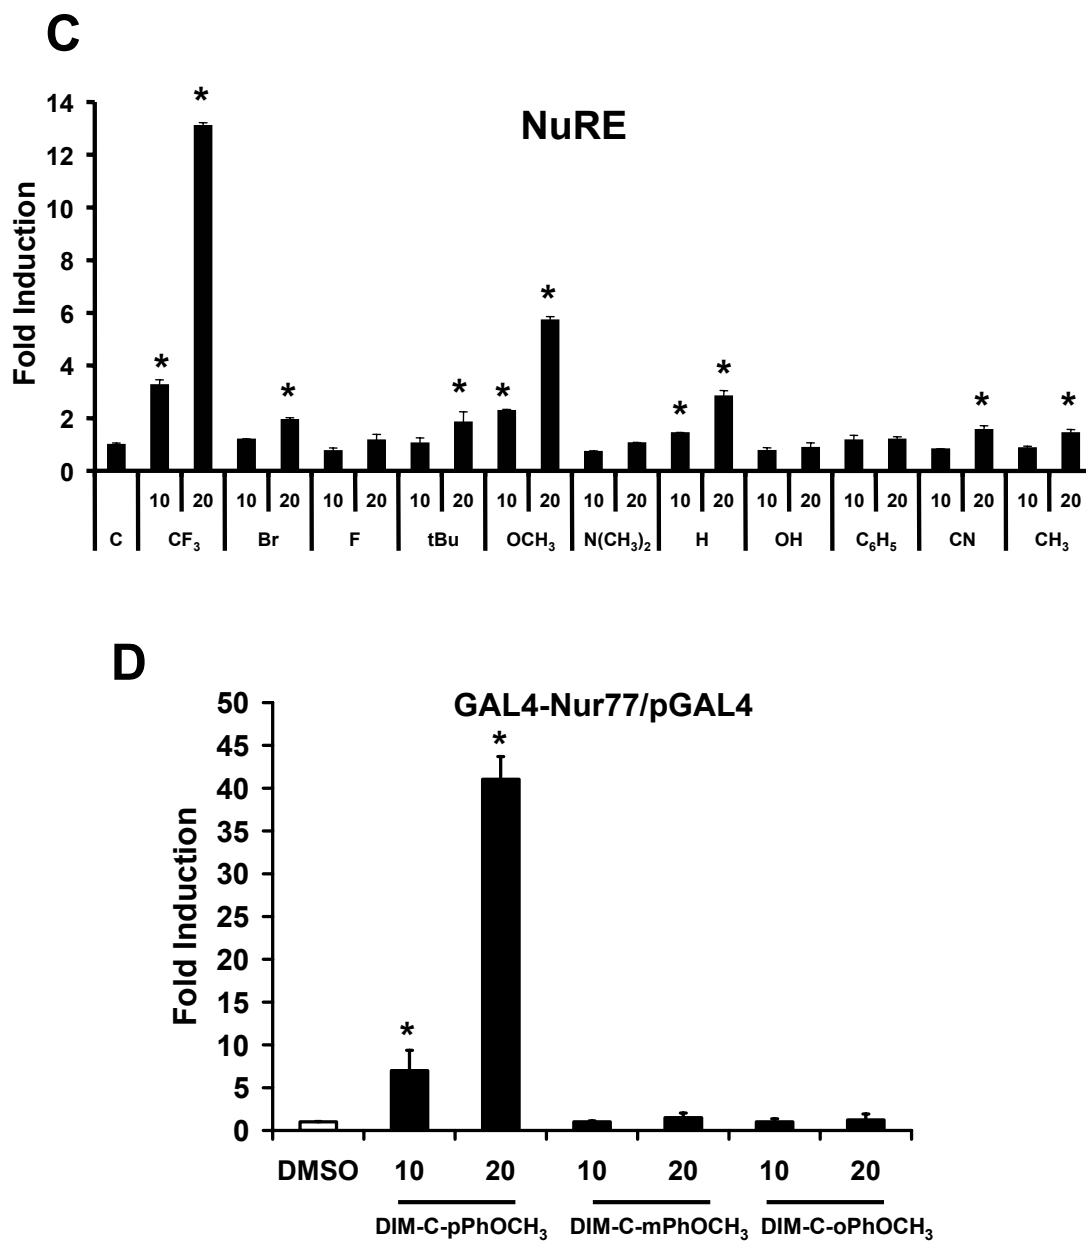 C
NuRE
Fold Induction
14
12
10
8
6
4
2
0
* * * * * * * * * *
10 20 10 20 10 20 10 20 10 20 10 20 10 20 10 20 10 20 10 20 10 20
C CF₃ Br F tBu OCH₃ N(CH₃)₂ H OH C₆H₅ CN CH₃
D
GAL4-Nur77/pGAL4
Fold Induction
50
45
40
35
30
25
20
15
10
5
0
* *
DMSO 10 20 10 20 10 20
DIM-C-pPhOCH₃ DIM-C-mPhOCH₃ DIM-C-oPhOCH₃